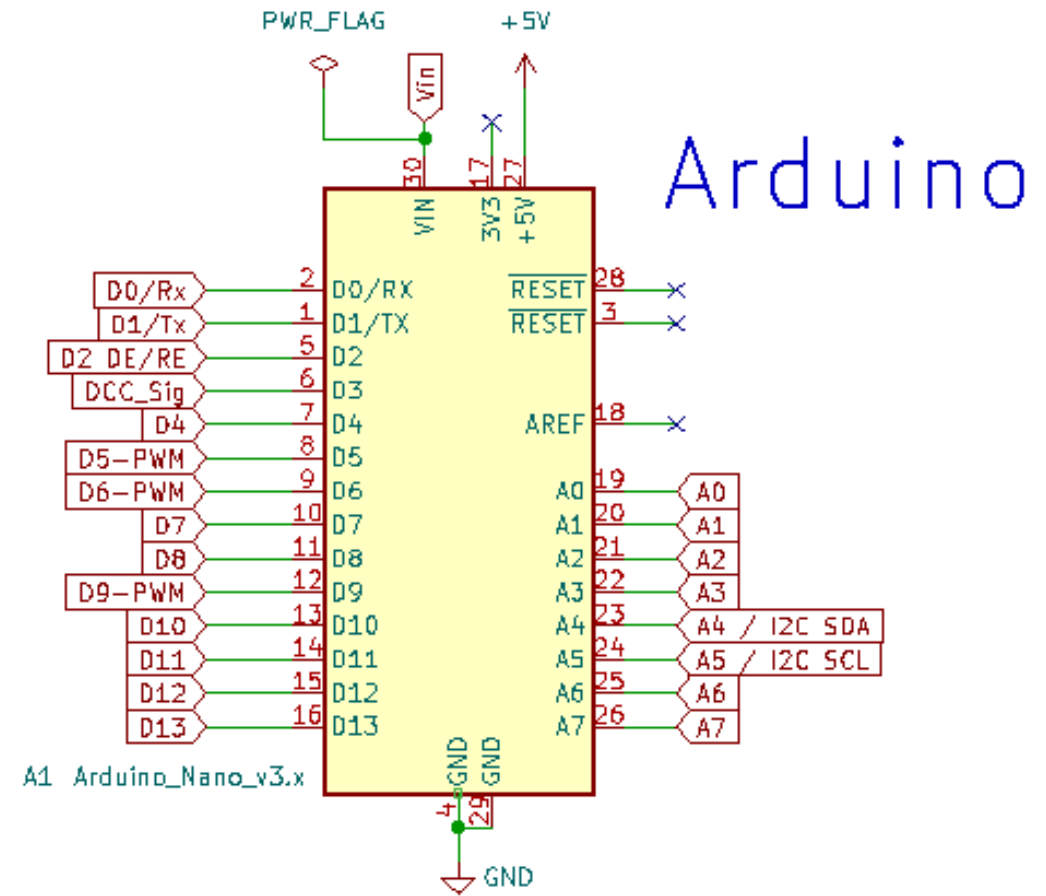 PWR_FLAG +5V
Vin
Arduino
30 17 27
VIN 3V3 +5V
D0/Rx 2 D0/RX RESET 28
D1/Tx 1 D1/TX RESET 3
D2 DE/RE 5 D2
DCC_Sig 6 D3
D4 7 D4 AREF 18
D5-PWM 8 D5
D6-PWM 9 D6 A0 19 A0
D7 10 D7 A1 20 A1
D8 11 D8 A2 21 A2
D9-PWM 12 D9 A3 22 A3
D10 13 D10 A4 23 A4 / I2C SDA
D11 14 D11 A5 24 A5 / I2C SCL
D12 15 D12 A6 25 A6
D13 16 D13 A7 26 A7
GND GND
A1 Arduino_Nano_v3.x
4 29
GND